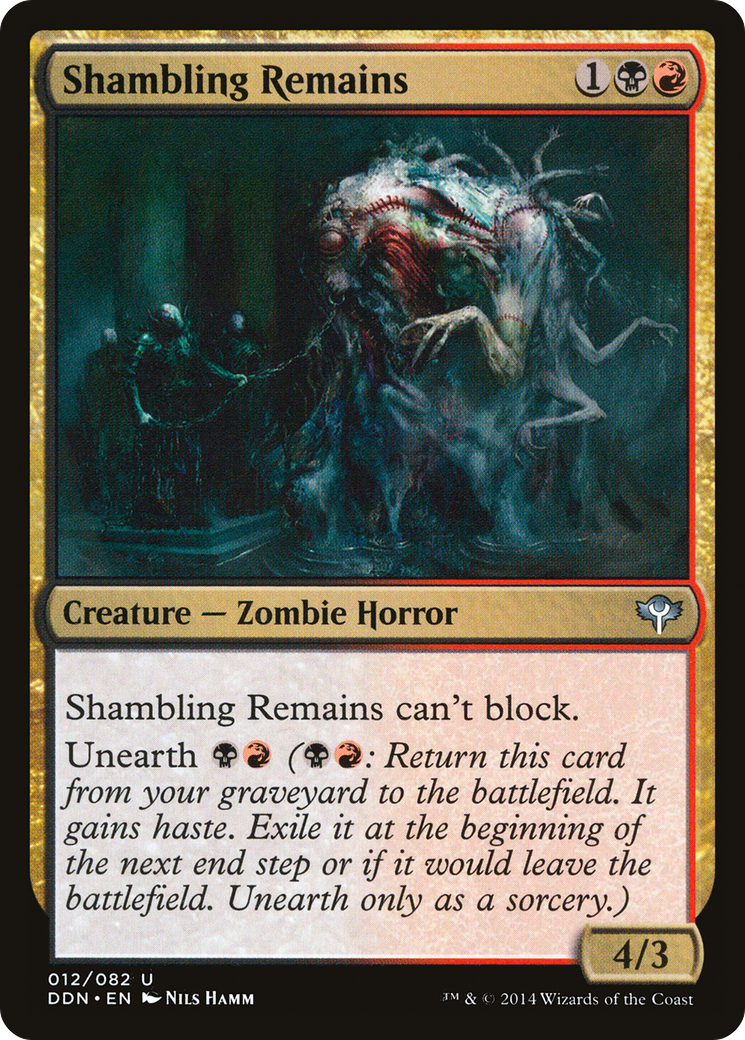 Shambling Remains 1
Creature — Zombie Horror
Shambling Remains can't block.
Unearth (: Return this card
from your graveyard to the battlefield. It
gains haste. Exile it at the beginning of
the next end step or if it would leave the
battlefield. Unearth only as a sorcery.)
4/3
012/082 U
DDN • EN Nils Hamm
™ & © 2014 Wizards of the Coast